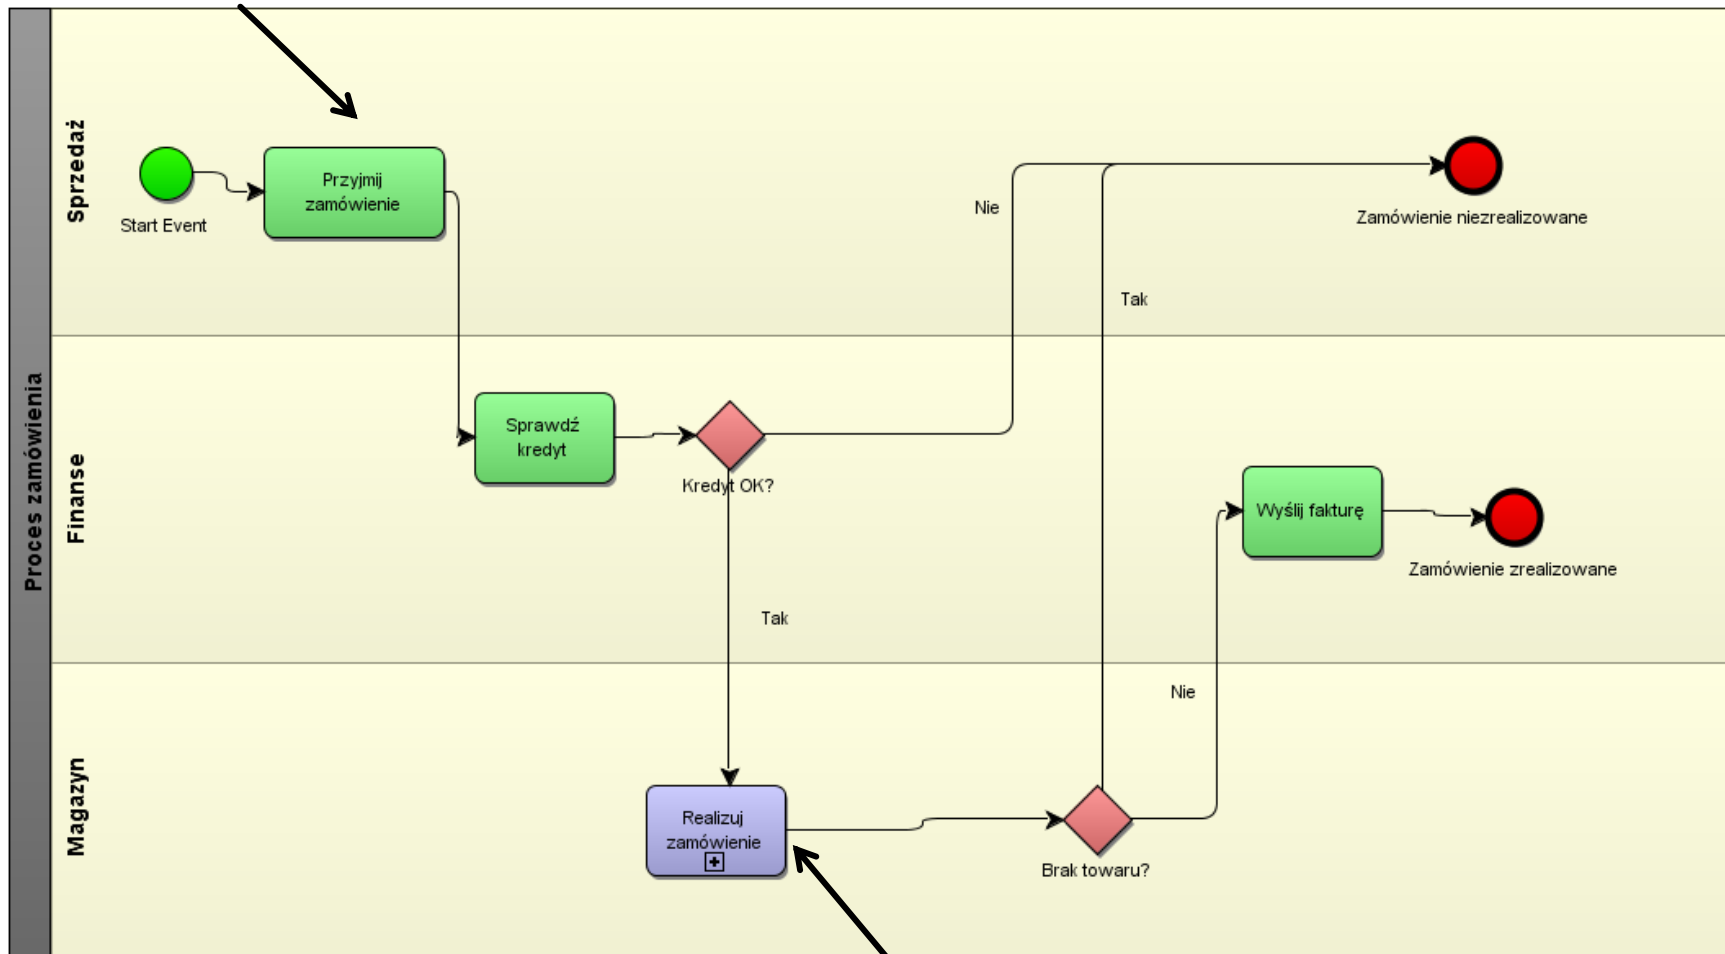 Proces zamówienia
Sprzedaż
Start Event
Przyjmij
zamówienie
Nie
Tak
Zamówienie niezrealizowane
Finanse
Sprawdź
kredyt
Kredyt OK?
Tak
Wyślij fakturę
Zamówienie zrealizowane
Magazyn
Nie
Realizuj
zamówienie
Brak towaru?